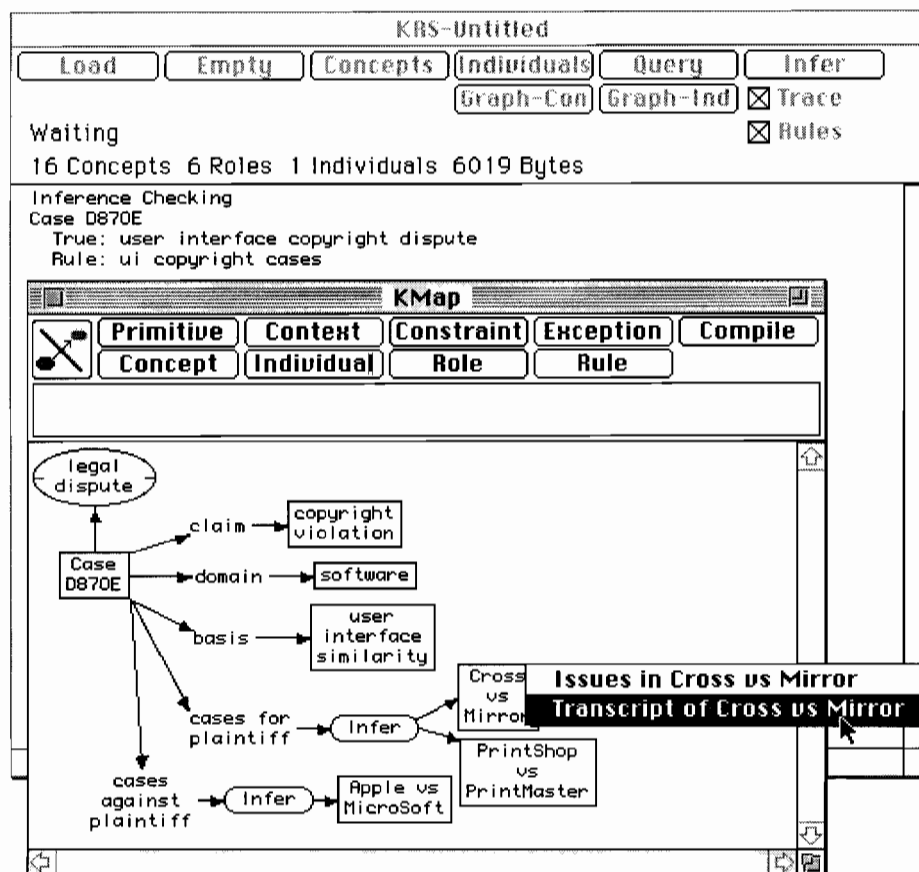 KRS-Untitled
Load Empty Concepts Individuals Query Infer
Graph-Con Graph-Ind Trace
Waiting Rules
16 Concepts 6 Roles 1 Individuals 6019 Bytes
Inference Checking
Case D870E
True: user interface copyright dispute
Rule: ui copyright cases
KMap
Primitive Context Constraint Exception Compile
Concept Individual Role Rule
legal
dispute
claim
copyright
violation
Case
D870E
domain
software
basis
user
interface
similarity
cases for
plaintiff
Infer
Cross
vs
Mirror
Issues in Cross vs Mirror
Transcript of Cross vs Mirror
PrintShop
vs
PrintMaster
cases
against
plaintiff
Infer
Apple vs
MicroSoft